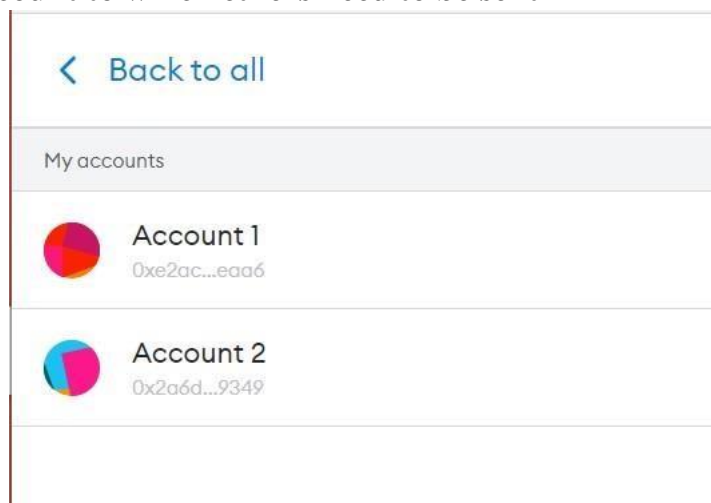 Back to all
My accounts
Account 1
0xe2ac...eaa6
Account 2
0x2a6d...9349